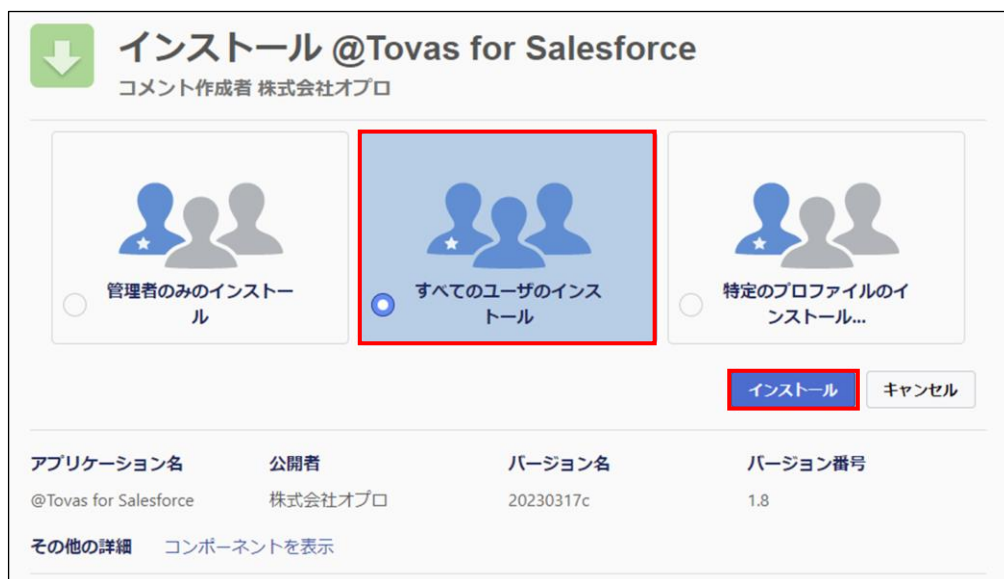 インストール @Tovas for Salesforce
コメント作成者 株式会社オプロ
管理者のみのインストー
ル
すべてのユーザのインス
トール
特定のプロファイルのイ
ンストール...
インストール
キャンセル
アプリケーション名
公開者
バージョン名
バージョン番号
@Tovas for Salesforce
株式会社オプロ
20230317c
1.8
その他の詳細
コンポーネントを表示